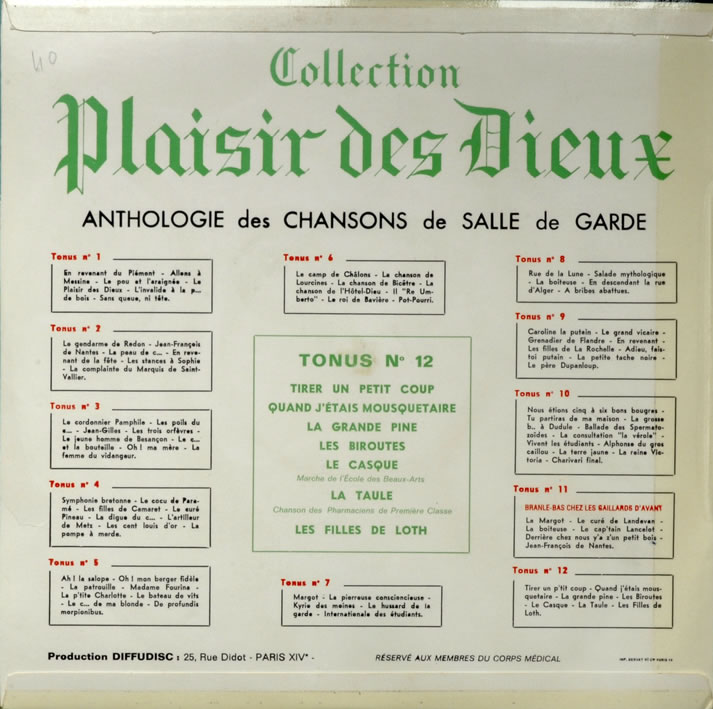 40
Collection
Plaisir des Dieux
ANTHOLOGIE des CHANSONS de SALLE de GARDE
Tonus n° 1
En revenant du Piémont - Allons à
Messine - Le pou et l'araignée - Le
Plaisir des Dieux - L'invalide à la p...
de bois - Sans queue, ni tête.
Tonus n° 2
Le gendarme de Redon - Jean-François
de Nantes - La peau de c... - En reve-
nant de la fête - Les stances à Sophie
- La complainte du Marquis de Saint-
Vallier.
Tonus n° 3
Le cordonnier Pamphile - Les poils du
c... - Jean-Gilles - Les trois orfèvres -
Le jeune homme de Besançon - Le c...
et la bouteille - Oh ! ma mère - La
femme du vidangeur.
Tonus n° 4
Symphonie bretonne - Le cocu de Para-
mé - Les filles de Camaret - Le curé
Pineau - La digue du c... - L'artilleur
de Metz - Les cent louis d'or - La
pompe à merde.
Tonus n° 5
Ah ! la salope - Oh ! mon berger fidèle
- La patrouille - Madame Fourine -
La p'tite Charlotte - Le bateau de vits
- Le c... de ma blonde - De profundis
morpionibus.
Tonus n° 6
Le camp de Châlons - La chanson de
Lourcines - La chanson de Bicêtre - La
chanson de l'Hôtel-Dieu - Il "Re Um-
berto" - Le roi de Bavière - Pot-Pourri.
TONUS N° 12
TIRER UN PETIT COUP
QUAND J'ÉTAIS MOUSQUETAIRE
LA GRANDE PINE
LES BIROUTES
LE CASQUE
Marche de l'École des Beaux-Arts
LA TAULE
Chanson des Pharmaciens de Première Classe
LES FILLES DE LOTH
Tonus n° 7
Margot - La pierreuse consciencieuse -
Kyrie des moines - Le hussard de la
garde - Internationale des étudiants.
Tonus n° 8
Rue de la Lune - Salade mythologique
- La boiteuse - En descendant la rue
d'Alger - A bribes abattues.
Tonus n° 9
Caroline la putain - Le grand vicaire -
Grenadier de Flandre - En revenant -
Les filles de La Rochelle - Adieu, fais-
toi putain - La petite tache noire -
Le père Dupanloup.
Tonus n° 10
Nous étions cinq à six bons bougres -
Tu partiras de ma maison - La grosse
b.. à Dudule - Ballade des Spermato-
zoïdes - La consultation "la vérole" -
Vivent les étudiants - Alphonse du gros
caillou - La terre jaune - La reine Vic-
toria - Charivari final.
Tonus n° 11
BRANLE-BAS CHEZ LES GAILLARDS D'AVANT
La Margot - Le curé de Landevan -
La boiteuse - Le cap'tain Lancelot -
Derrière chez nous y'a z'un petit bois -
Jean-François de Nantes.
Tonus n° 12
Tirer un p'tit coup - Quand j'étais mous-
quetaire - La grande pine - Les Biroutes
- Le Casque - La Taule - Les Filles de
Loth.
Production DIFFUDISC : 25, Rue Didot - PARIS XIV° -
RÉSERVÉ AUX MEMBRES DU CORPS MÉDICAL